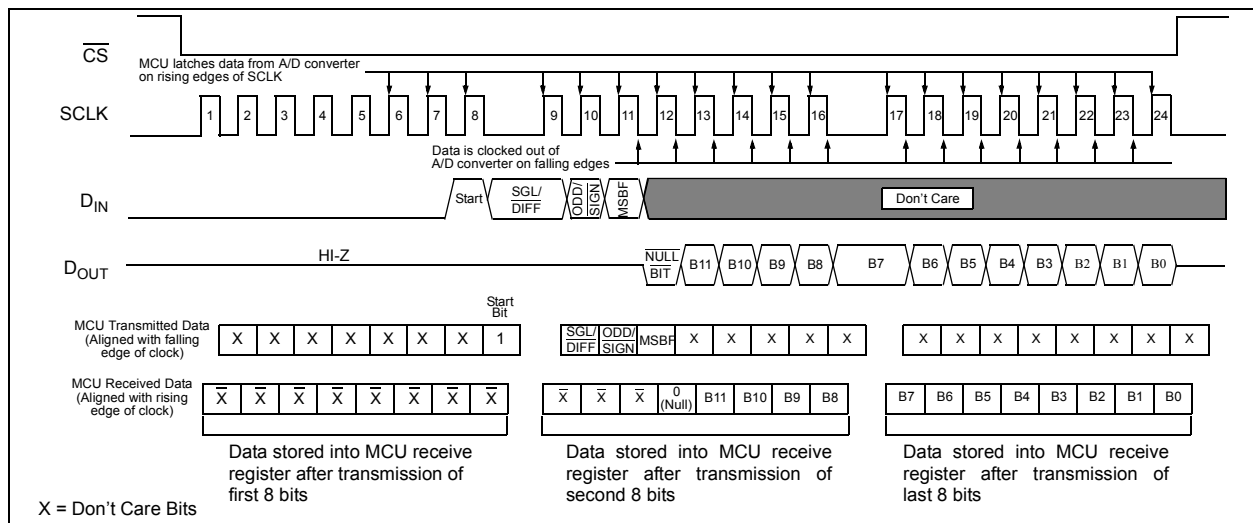 CS
MCU latches data from A/D converter
on rising edges of SCLK
SCLK
1 2 3 4 5 6 7 8 9 10 11 12 13 14 15 16 17 18 19 20 21 22 23 24
Data is clocked out of
A/D converter on falling edges
DIN
Start
SGL/
DIFF
ODD/
SIGN
MSBF
Don't Care
DOUT
HI-Z
NULL
BIT
B11 B10 B9 B8 B7 B6 B5 B4 B3 B2 B1 B0
Start
Bit
MCU Transmitted Data
(Aligned with falling
edge of clock)
X X X X X X X 1
SGL/
DIFF
ODD/
SIGN
MSBF X X X X X
X X X X X X X X
MCU Received Data
(Aligned with rising
edge of clock)
X X X X X X X X
X X X 0
(Null)
B11 B10 B9 B8
B7 B6 B5 B4 B3 B2 B1 B0
Data stored into MCU receive
register after transmission of
first 8 bits
Data stored into MCU receive
register after transmission of
second 8 bits
Data stored into MCU receive
register after transmission of
last 8 bits
X = Don't Care Bits